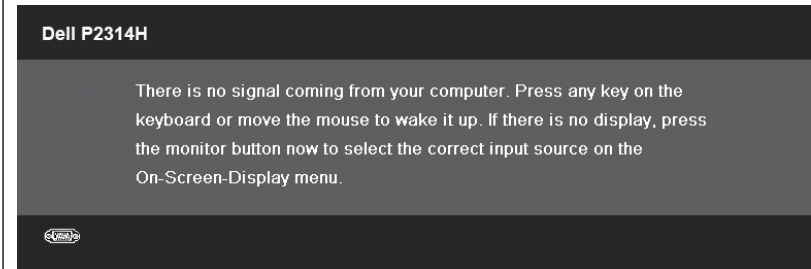 Dell P2314H
There is no signal coming from your computer. Press any key on the
keyboard or move the mouse to wake it up. If there is no display, press
the monitor button now to select the correct input source on the
On-Screen-Display menu.